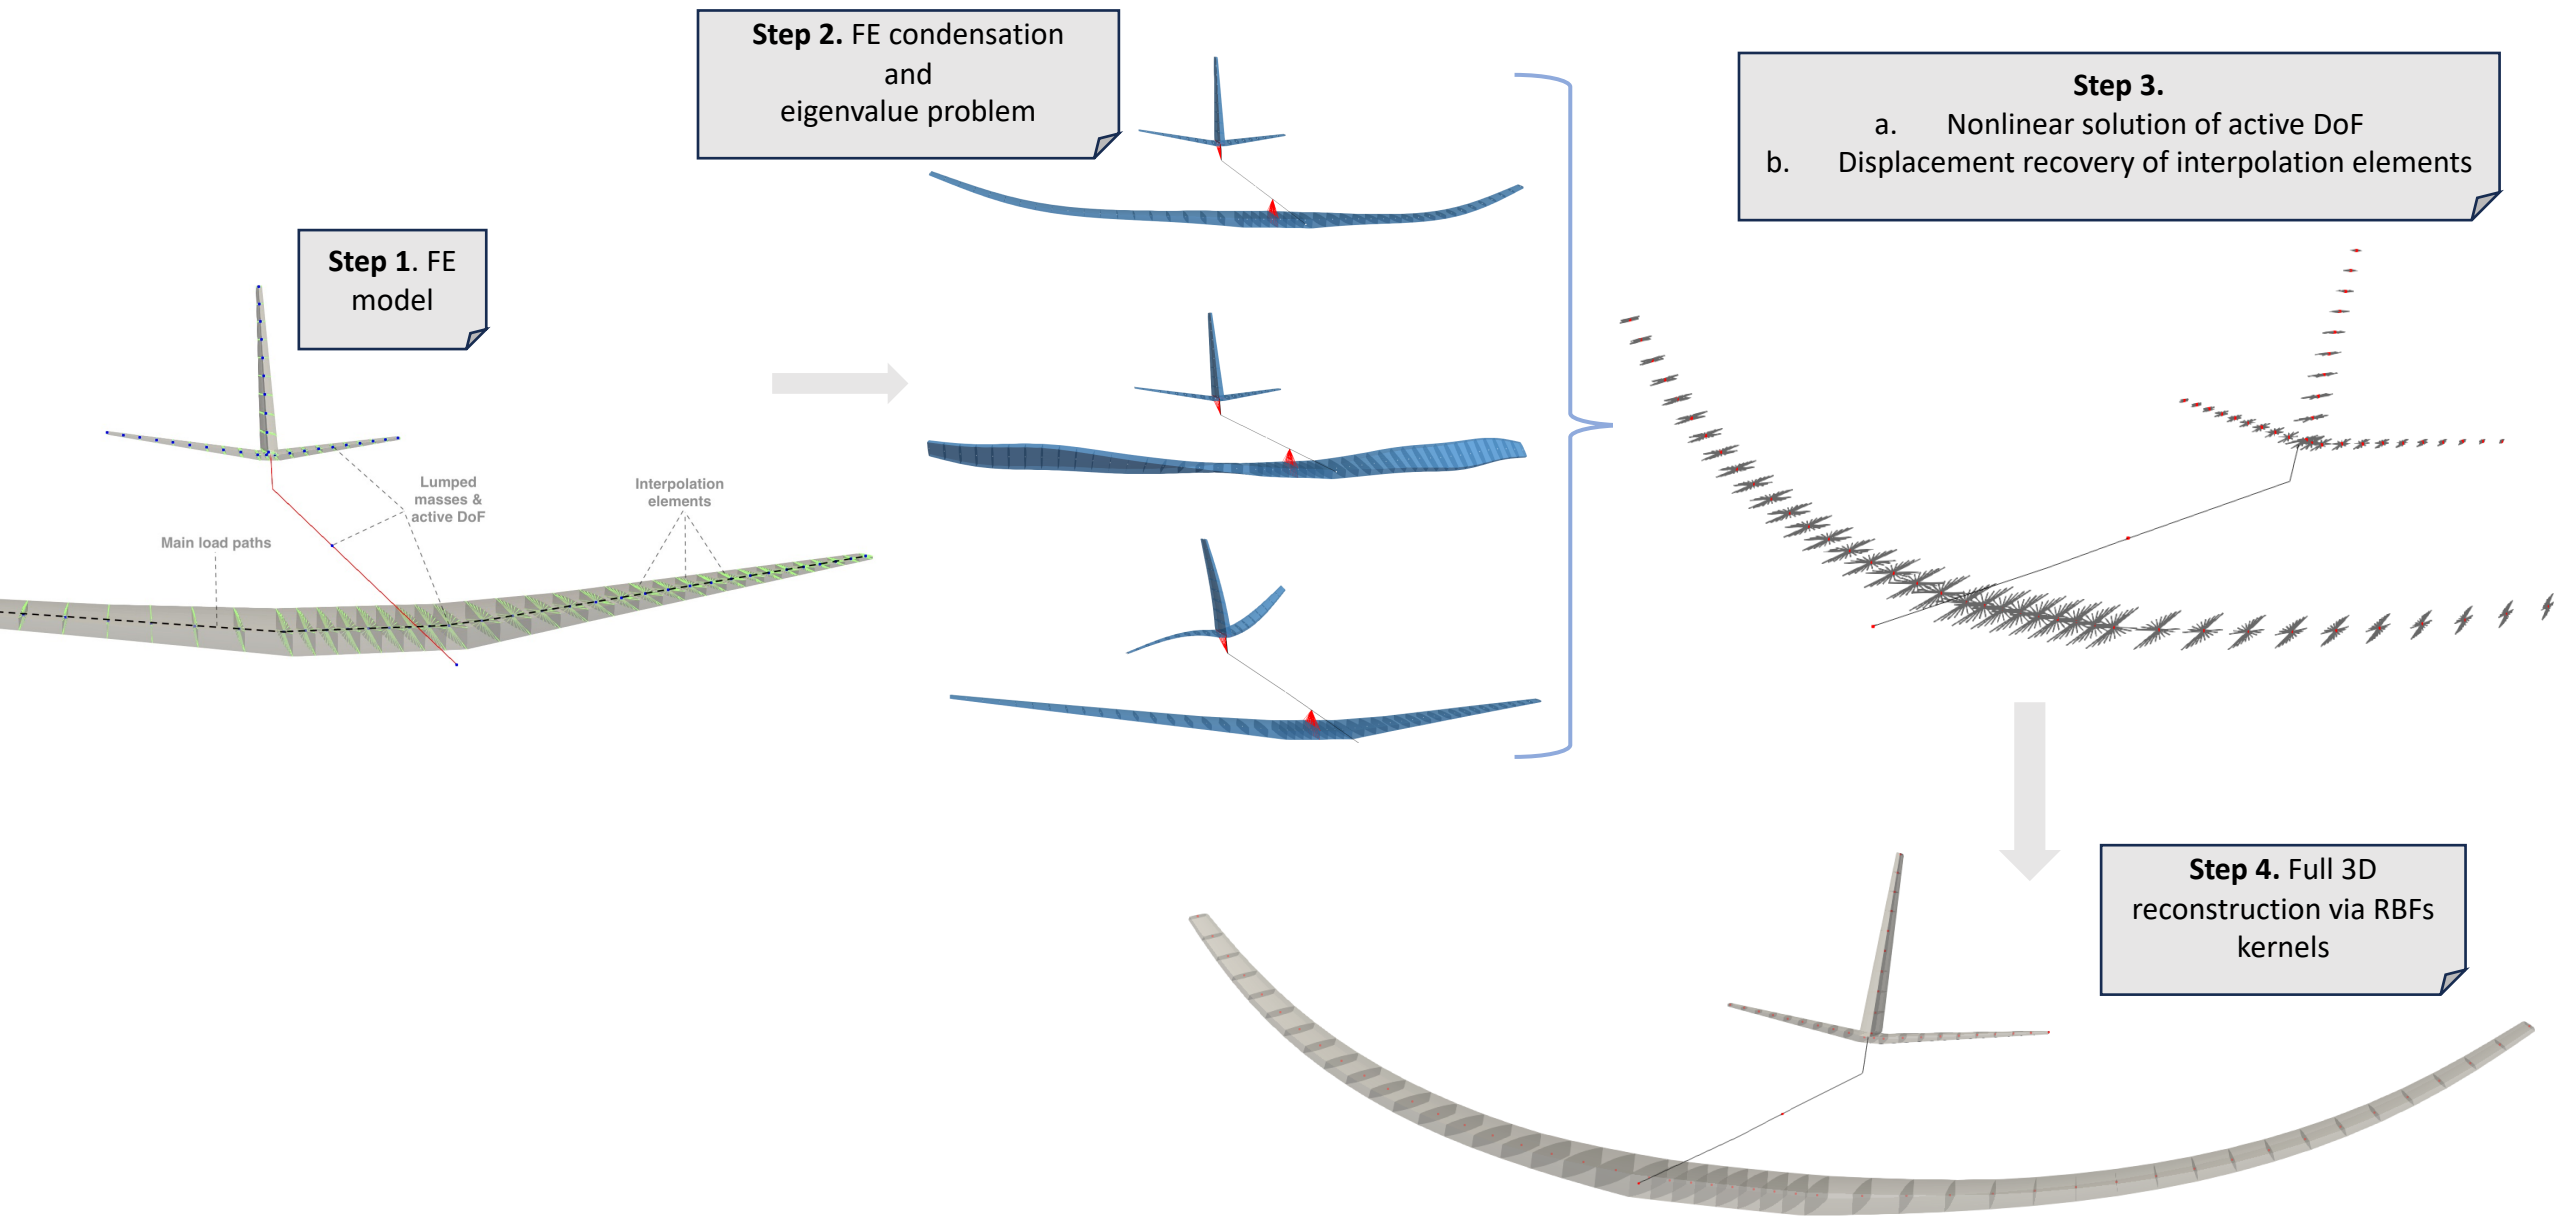 Step 1. FE
model
Main load paths
Lumped
masses &
active DoF
Interpolation
elements
Step 2. FE condensation
and
eigenvalue problem
Step 3.
a. Nonlinear solution of active DoF
b. Displacement recovery of interpolation elements
Step 4. Full 3D
reconstruction via RBFs
kernels